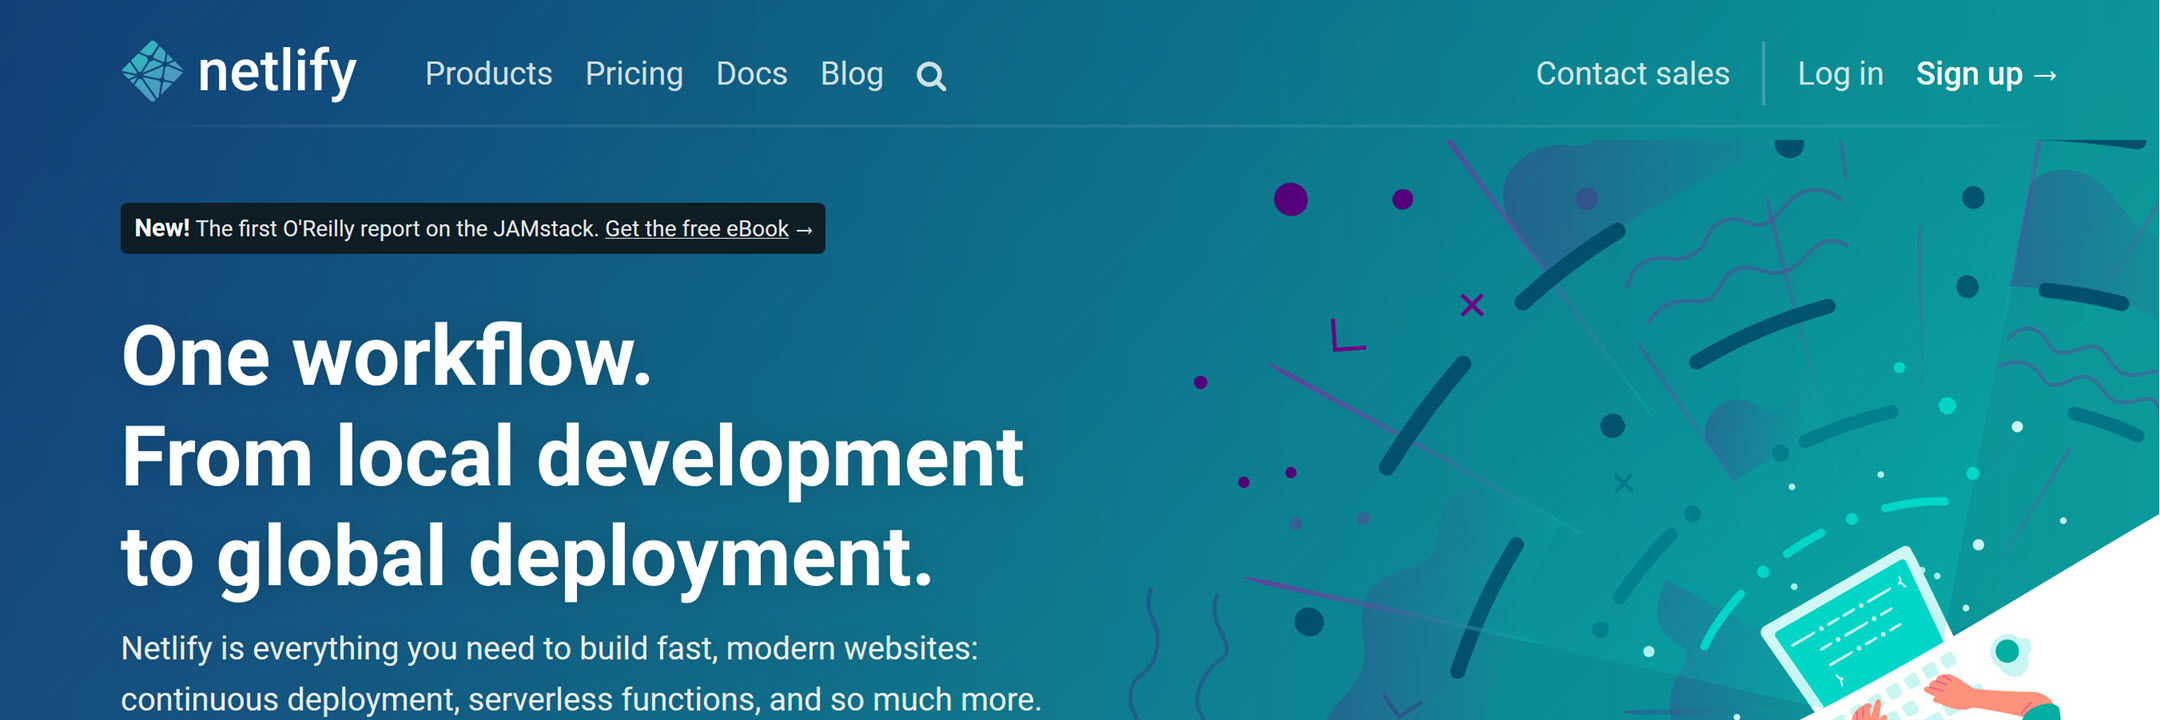 netlify Products Pricing Docs Blog Contact sales Log in Sign up →
New! The first O'Reilly report on the JAMstack. Get the free eBook →
One workflow.
From local development
to global deployment.
Netlify is everything you need to build fast, modern websites:
continuous deployment, serverless functions, and so much more.